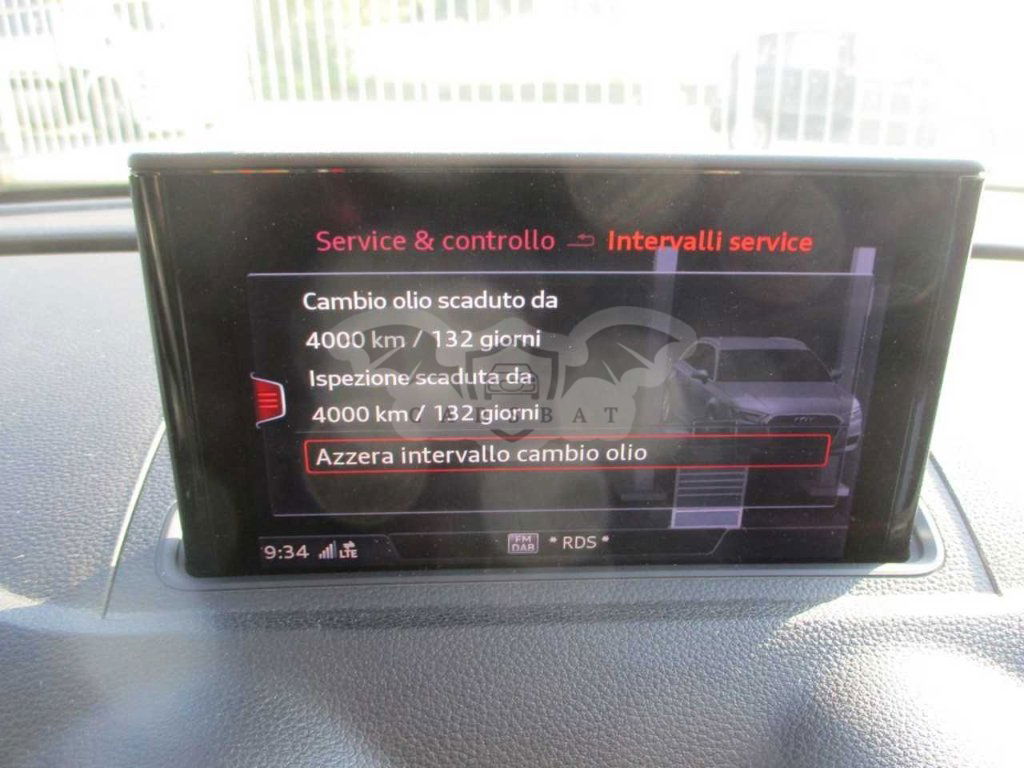 Service & controllo Intervalli service
Cambio olio scaduto da
4000 km / 132 giorni
Ispezione scaduta da
4000 km / 132 giorni
CARSBAT
Azzera intervallo cambio olio
9:34 LTE FM DAB * RDS *